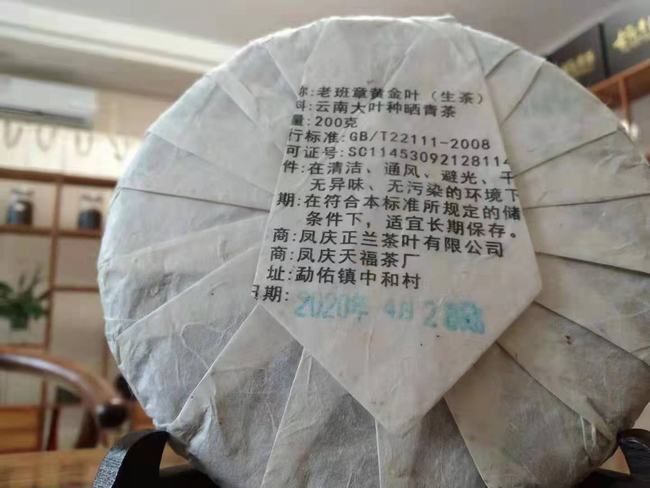 称:老班章黄金叶（生茶）
料:云南大叶种晒青茶
量:200克
行标准:GB/T22111-2008
可证号:SC11453092128114
件:在清洁、通风、避光、干
无异味、无污染的环境下
期:在符合本标准所规定的储
条件下，适宜长期保存。
商:凤庆正兰茶叶有限公司
商:凤庆天福茶厂
址:勐佑镇中和村
日期:
2020年 4月2